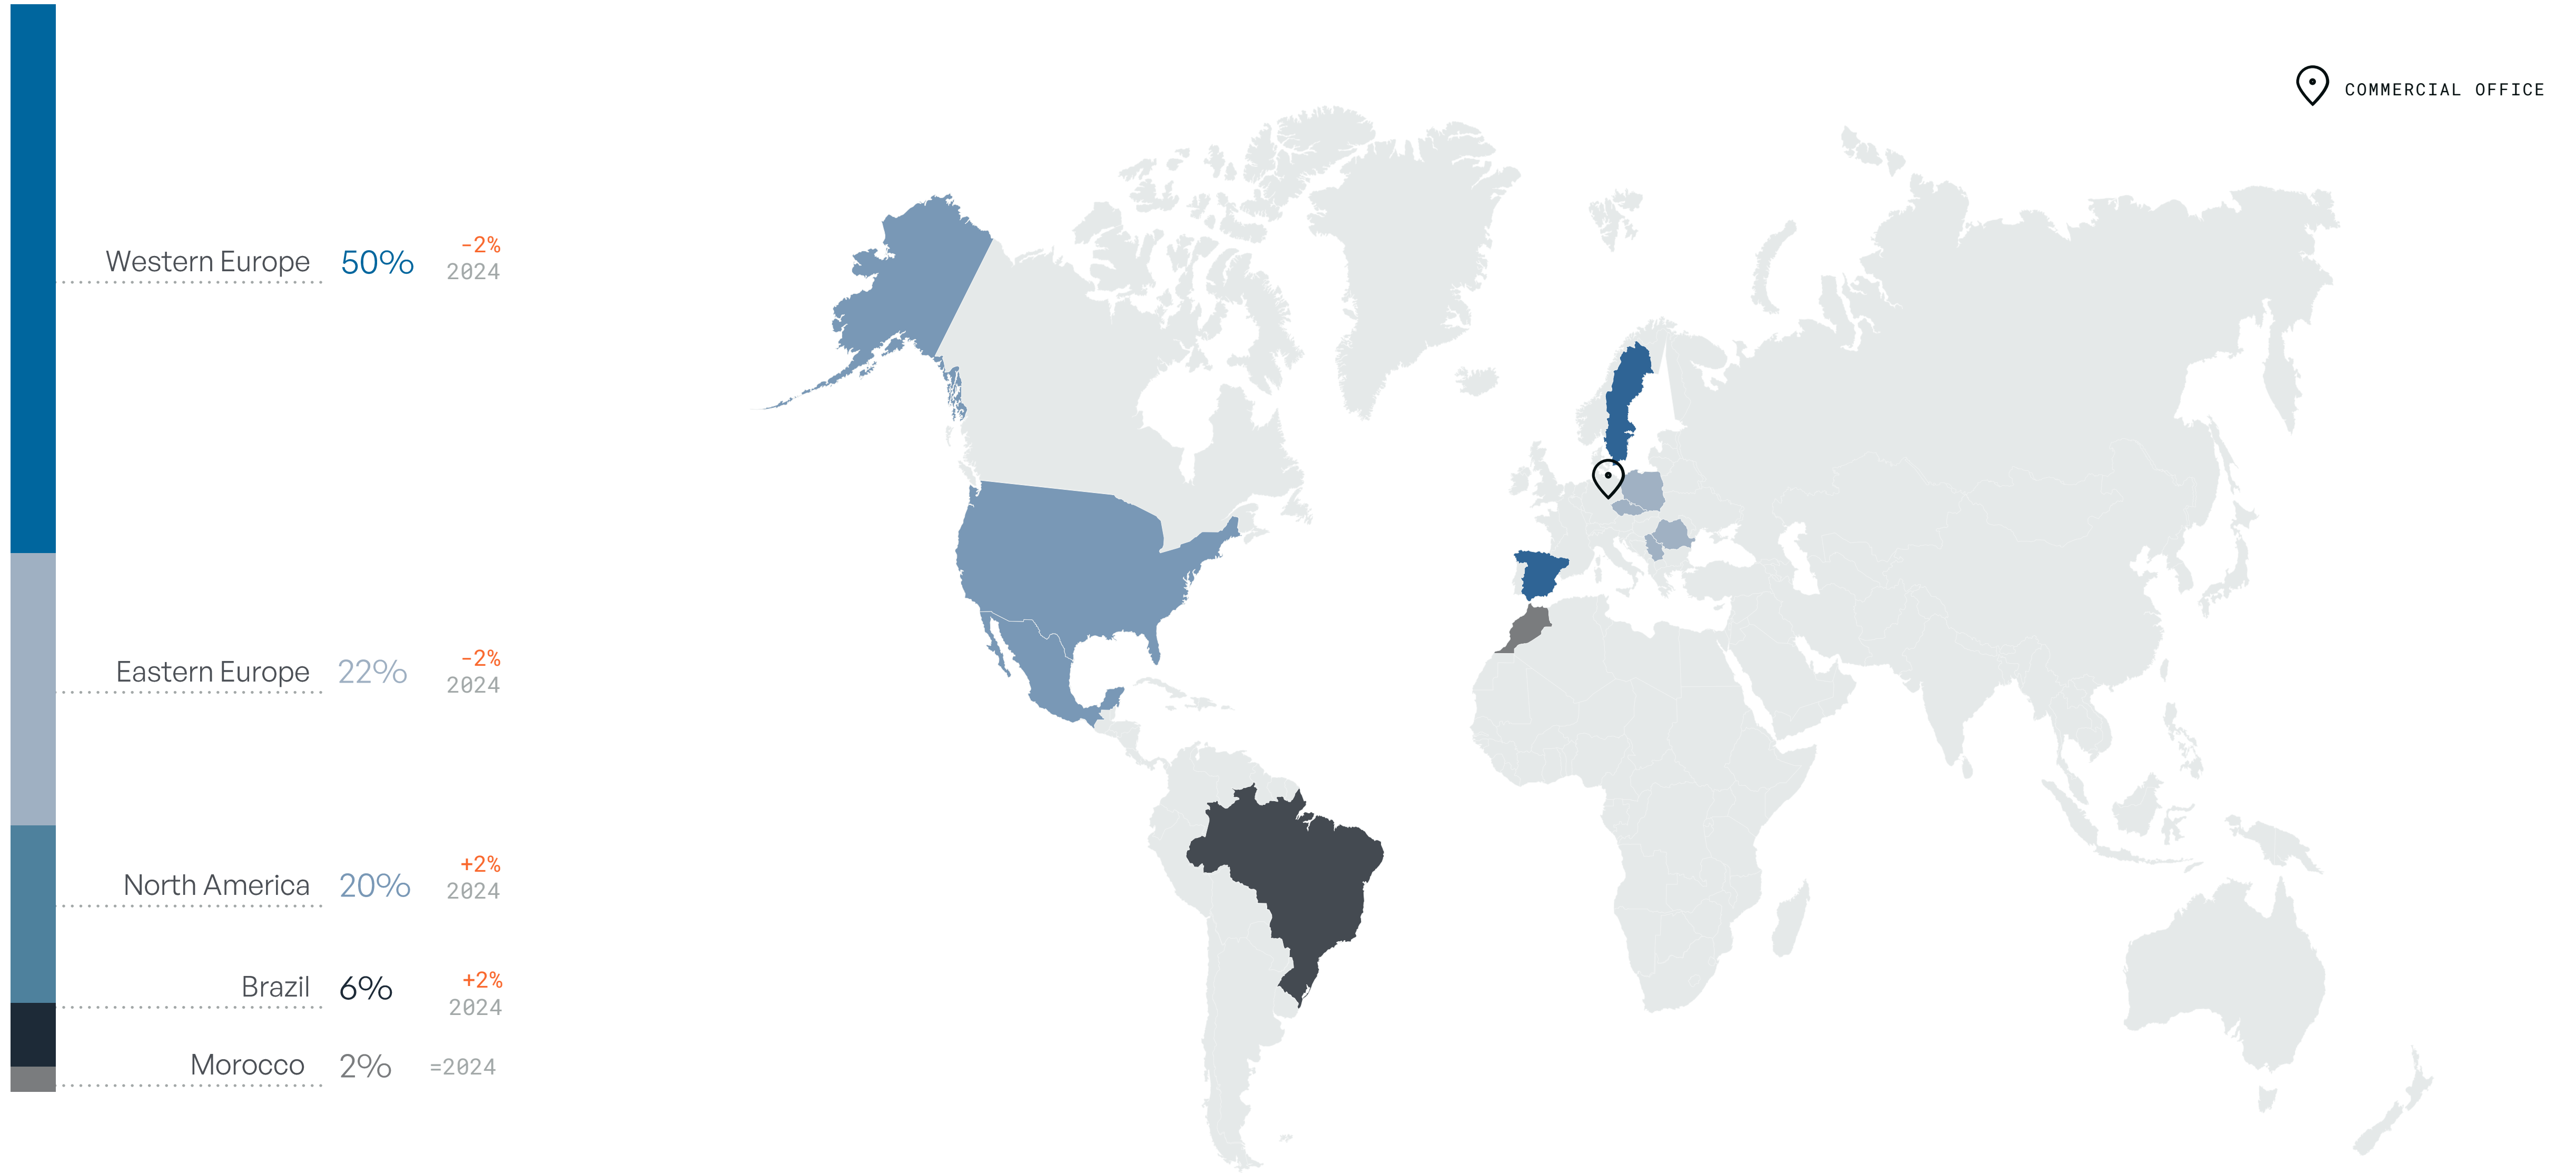 COMMERCIAL OFFICE
Western Europe 50% -2% 2024
Eastern Europe 22% -2% 2024
North America 20% +2% 2024
Brazil 6% +2% 2024
Morocco 2% =2024